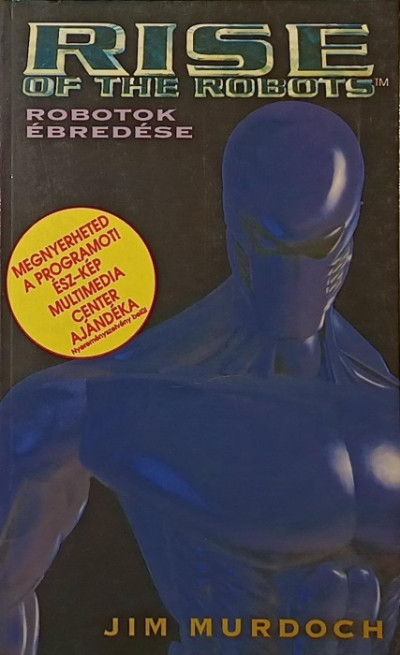 RISE
OF THE ROBOTS™
ROBOTOK
ÉBREDÉSE
MEGNYERHETED
A PROGRAMOT!
ÉSZ-KÉP
MULTIMEDIA
CENTER
AJÁNDÉKA
Nyereményszelvény belül
JIM MURDOCH